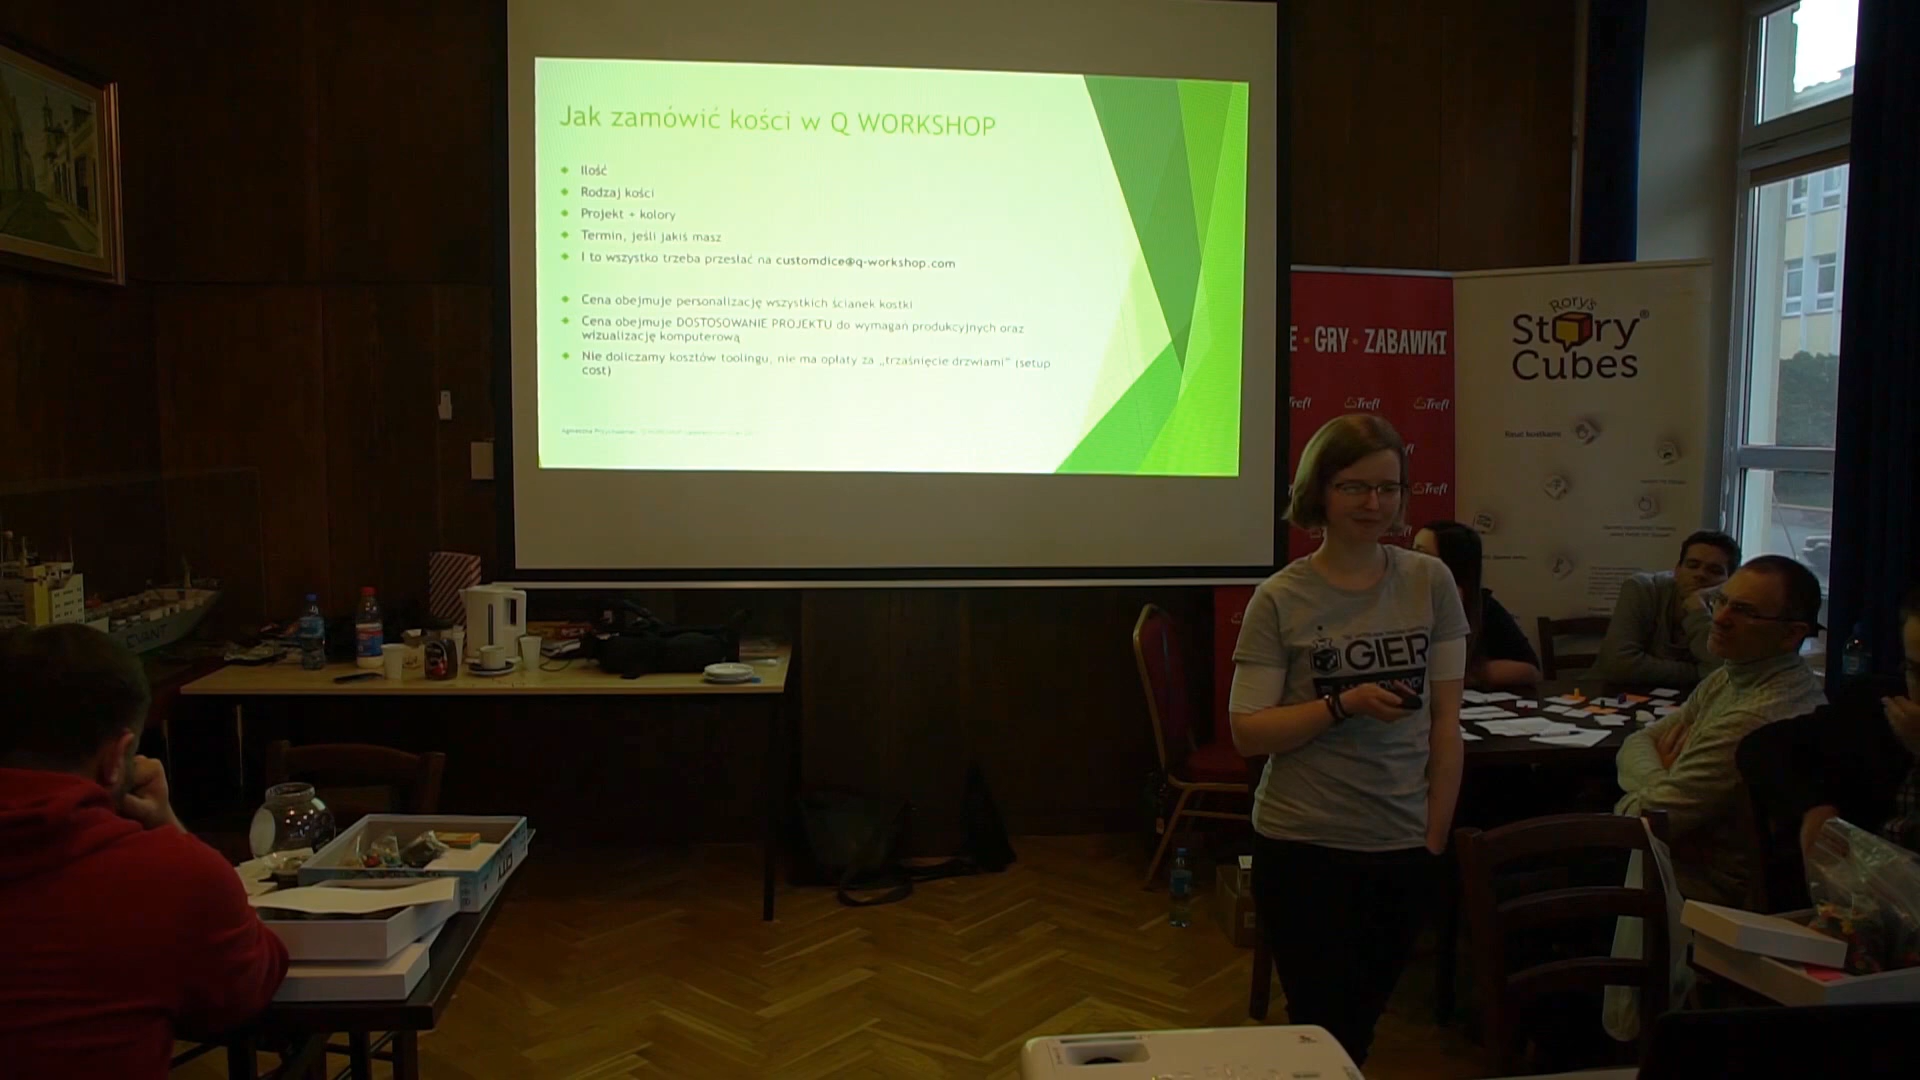 Jak zamówić kości w Q WORKSHOP
Ilość
Rodzaj kości
Projekt + kolory
Termin, jeśli jakiś masz
I to wszystko trzeba przesłać na customdice@q-workshop.com
Cena obejmuje personalizację wszystkich ścianek kostki
Cena obejmuje DOSTOSOWANIE PROJEKTU do wymagań produkcyjnych oraz
wizualizację komputerową
Nie doliczamy kosztów toolingu, nie ma opłaty za „trzaśnięcie drzwiami” (setup
cost)
GRY • ZABAWKI
Trefl
Trefl
Trefl
Trefl
Rory's
Story
Cubes
®
GIER